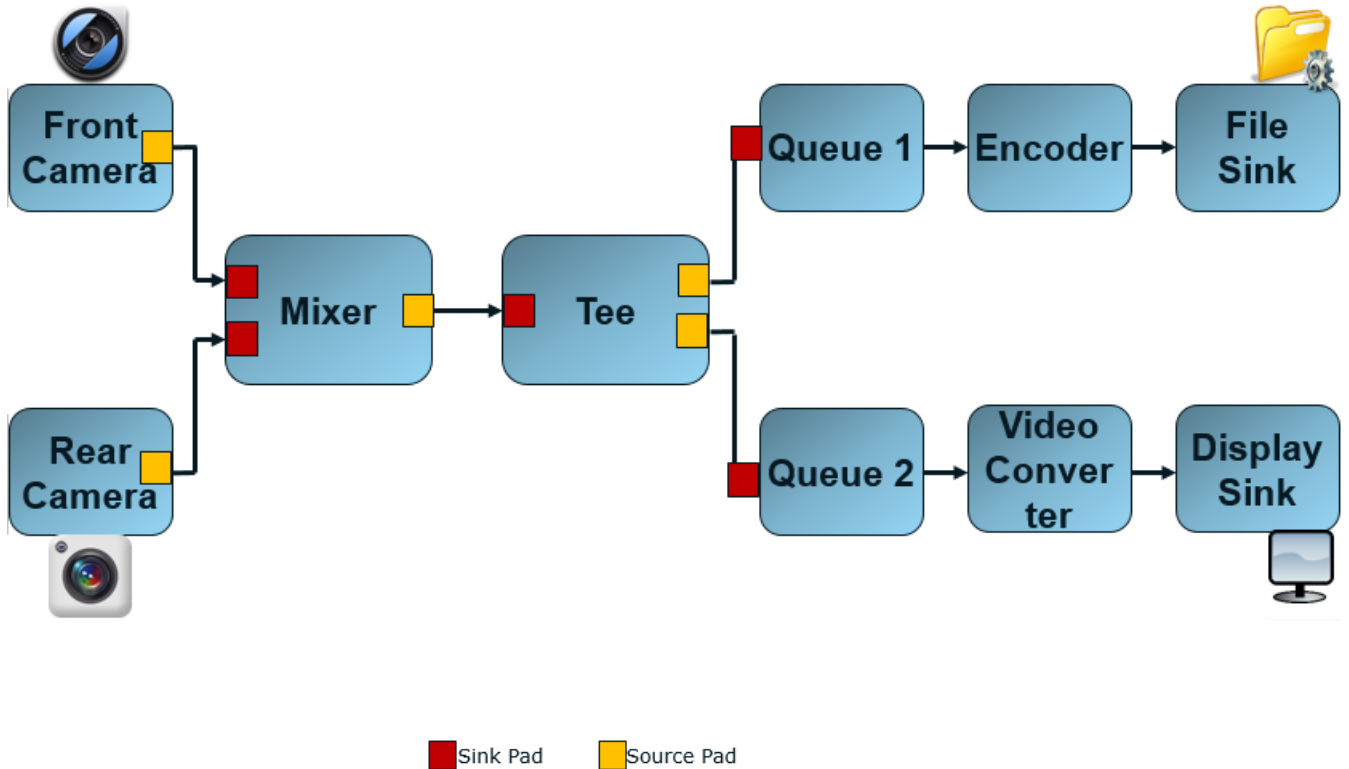 Front
Camera
Queue 1
Encoder
File
Sink
Mixer
Tee
Rear
Camera
Queue 2
Video
Conver
ter
Display
Sink
Sink Pad
Source Pad